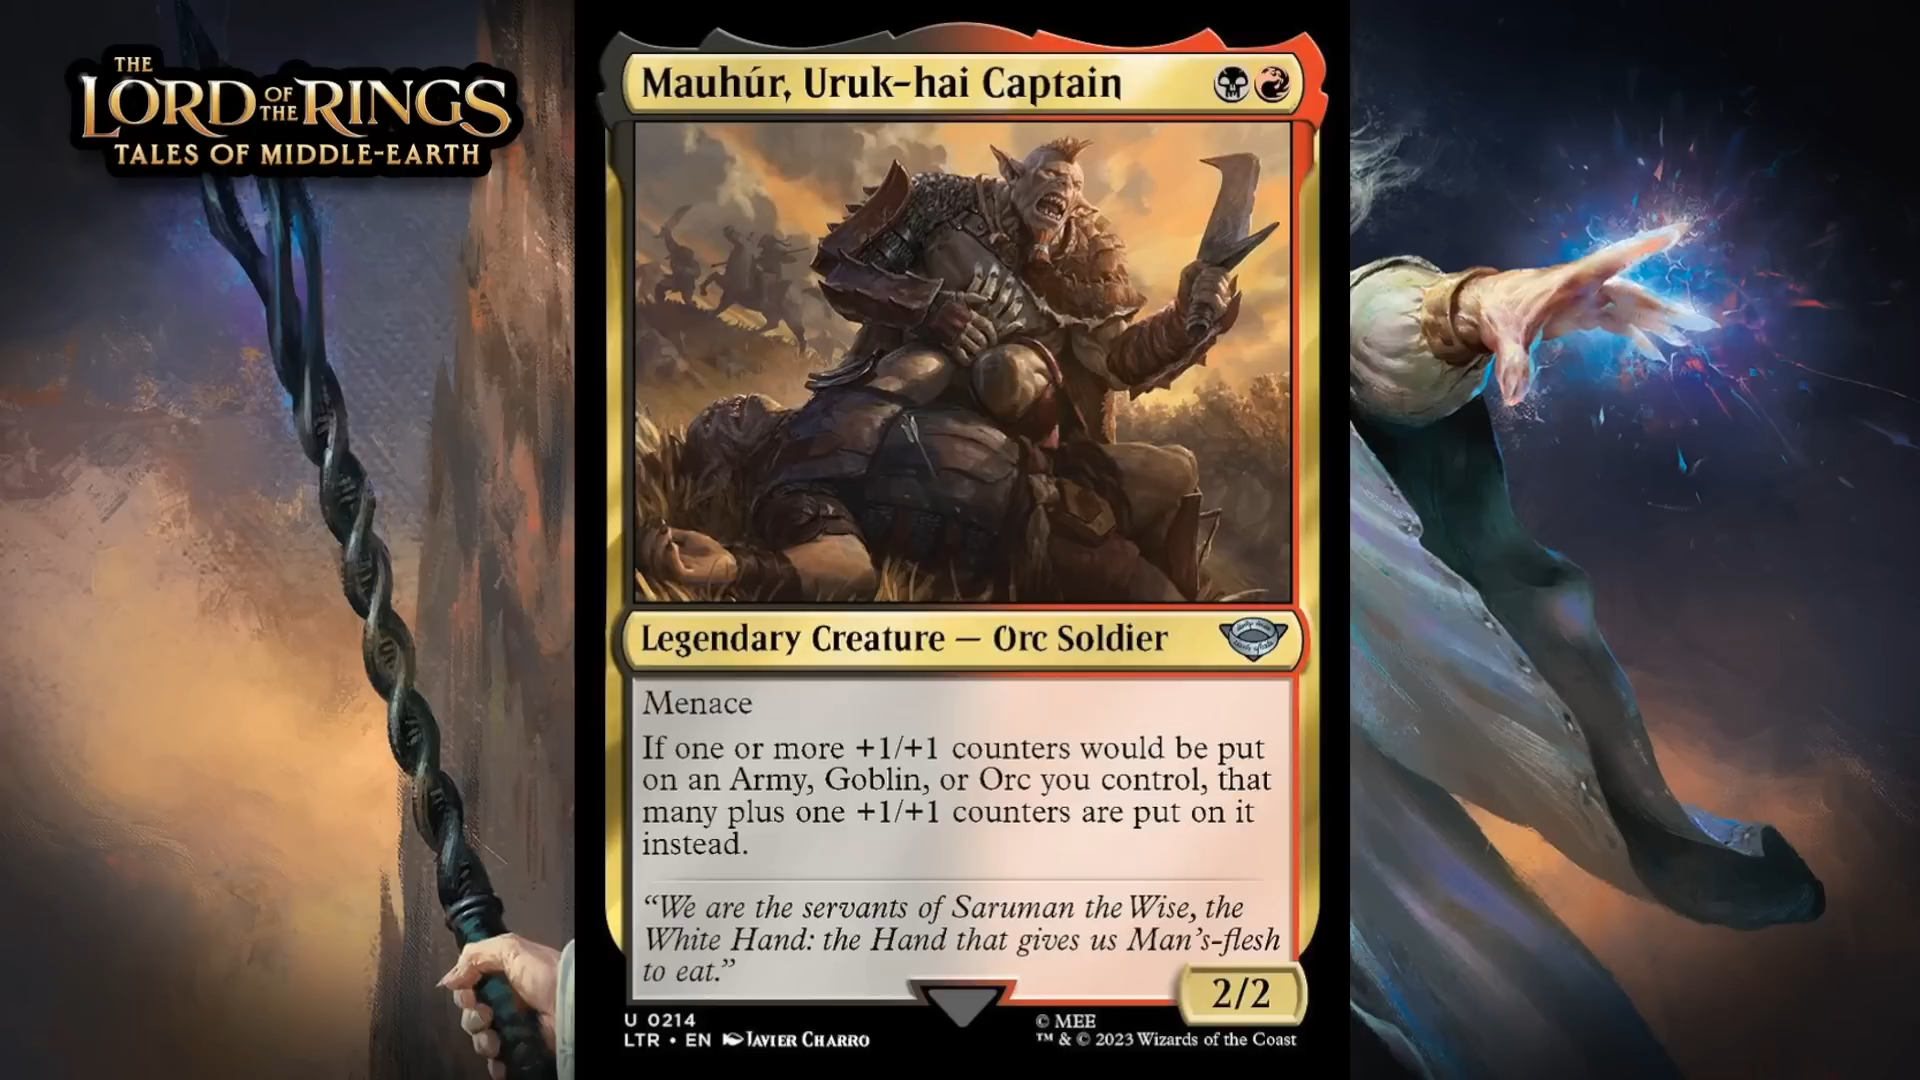 THE
LORD OF THE RINGS
TALES OF MIDDLE-EARTH
Mauhúr, Uruk-hai Captain
Legendary Creature — Orc Soldier
Menace
If one or more +1/+1 counters would be put
on an Army, Goblin, or Orc you control, that
many plus one +1/+1 counters are put on it
instead.
“We are the servants of Saruman the Wise, the
White Hand: the Hand that gives us Man’s-flesh
to eat.”
2/2
U 0214
LTR • EN Javier Charro
© MEE
™ & © 2023 Wizards of the Coast